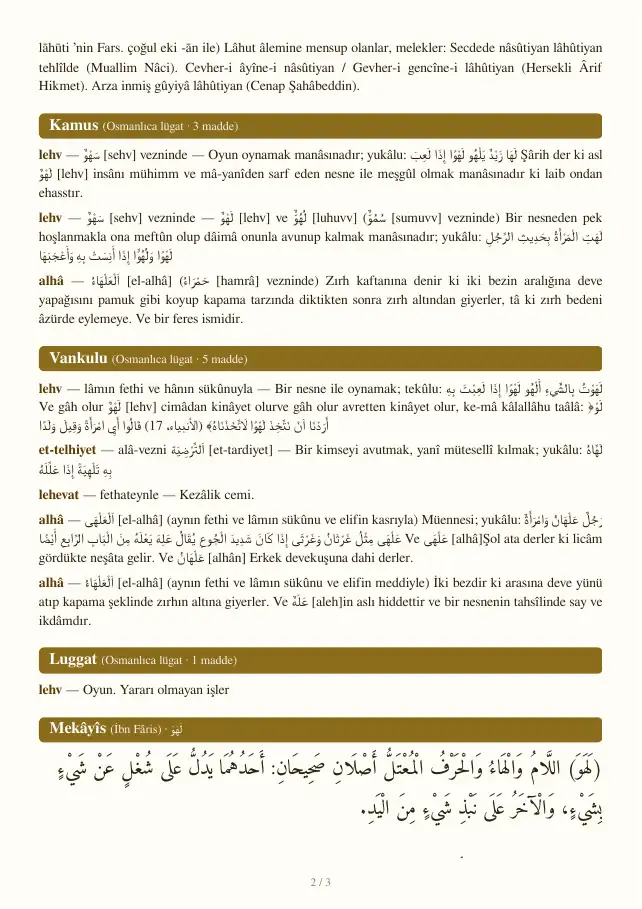 lāhūti 'nin Fars. çoğul eki -ān ile) Lâhut âlemine mensup olanlar, melekler: Secdede nâsûtiyan lâhûtiyan
tehlîlde (Muallim Nâci). Cevher-i âyîne-i nâsûtiyan / Gevher-i gencîne-i lâhûtiyan (Hersekli Ârif
Hikmet). Arza inmiş gûyiyâ lâhûtiyan (Cenap Şahâbeddin).
Kamus (Osmanlıca lügat · 3 madde)
lehv — سَهْوٌ [sehv] vezninde — Oyun oynamak manâsınadır; yukâlu: لَهَا زَيْدٌ يَلْهُو لَهْوًا إِذَا لَعِبَ Şârih der ki asl
لَهْوٌ [lehv] insânı mühimm ve mâ-yanîden sarf eden nesne ile meşgûl olmak manâsınadır ki laib ondan
ehasstır.
lehv — سَهْوٌ [sehv] vezninde — لَهْوٌ [lehv] ve لُهُوٌّ [luhuvv] (سُمُوٌّ [sumuvv] vezninde) Bir nesneden pek
hoşlanmakla ona meftûn olup dâimâ onunla avunup kalmak manâsınadır; yukâlu: لَهَتِ الْمَرْأَةُ بِحَدِيثِ الرَّجُلِ
لَهْوًا وَلُهُوًّا إِذَا أَنِسَتْ بِهِ وَأَعْجَبَهَا
alhâ — اَلْعَلْهَاءُ [el-alhâ] (حَمْرَاءُ [hamrâ] vezninde) Zırh kaftanına denir ki iki bezin aralığına deve
yapağısını pamuk gibi koyup kapama tarzında diktikten sonra zırh altından giyerler, tâ ki zırh bedeni
âzürde eylemeye. Ve bir feres ismidir.
Vankulu (Osmanlıca lügat · 5 madde)
lehv — lâmın fethi ve hânın sükûnuyla — Bir nesne ile oynamak; tekûlu: لَهَوْتُ بِالشَّيءِ أَلْهُو لَهْوًا إِذَا لَعِبْتَ بِهِ
Ve gâh olur لَهْوٌ [lehv] cimâdan kinâyet olurve gâh olur avretten kinâyet olur, ke-mâ kâlallâhu taâlâ: ﴿لَوْ
أَرَدْنَا اَنْ نَتَّخِذَ لَهْوًا لَاتَّخَذْنَاهُ﴾ (الأنبياء، 17) قَالُوا أَيِ امْرَأَةً وَقِيلَ وَلَدًا
et-telhiyet — alâ-vezni اَلتَّرْضِيَة [et-tardiyet] — Bir kimseyi avutmak, yanî mütesellî kılmak; yukâlu: لَهَّاهُ
بِهِ تَلْهِيَةً إِذَا عَلَّلَهُ
lehevat — fethateynle — Kezâlik cemi.
alhâ — اَلْعَلْهَى [el-alhâ] (aynın fethi ve lâmın sükûnu ve elifin kasrıyla) Müennesi; yukâlu: رَجُلٌ عَلْهَانُ وَامْرَأَةٌ
عَلْهَى مِثْلُ غَرْثَانُ وَغَرْثَى إِذَا كَانَ شَدِيدَ الْجُوعِ يُقَالُ عَلِهَ يَعْلَهُ مِنَ الْبَابِ الرَّابِعِ أَيْضًا Ve عَلْهَى [alhâ]Şol ata derler ki licâm
gördükte neşâta gelir. Ve عَلْهَانُ [alhân] Erkek devekuşuna dahi derler.
alhâ — اَلْعَلْهَاءُ [el-alhâ] (aynın fethi ve lâmın sükûnu ve elifin meddiyle) İki bezdir ki arasına deve yünü
atıp kapama şeklinde zırhın altına giyerler. Ve عَلَهٌ [aleh]in aslı hiddettir ve bir nesnenin tahsîlinde say ve
ikdâmdır.
Luggat (Osmanlıca lügat · 1 madde)
lehv — Oyun. Yararı olmayan işler
Mekâyîs (İbn Fâris) · لَهَوَ
(لَهَوَ) اللَّامُ وَالْهَاءُ وَالْحَرْفُ الْمُعْتَلُّ أَصْلَانِ صَحِيحَانِ: أَحَدُهُمَا يَدُلُّ عَلَى شُغْلٍ عَنْ شَيْءٍ
بِشَيْءٍ، وَالْآخَرُ عَلَى نَبْذِ شَيْءٍ مِنَ الْيَدِ.
2 / 3